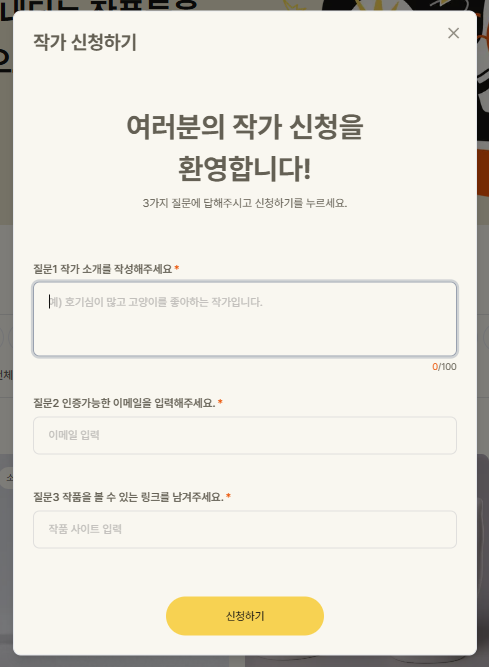 작가 신청하기
여러분의 작가 신청을
환영합니다!
3가지 질문에 답해주시고 신청하기를 누르세요.
질문1 작가 소개를 작성해주세요 *
예) 호기심이 많고 고양이를 좋아하는 작가입니다.
0/100
질문2 인증가능한 이메일을 입력해주세요. *
이메일 입력
질문3 작품을 볼 수 있는 링크를 남겨주세요. *
작품 사이트 입력
신청하기